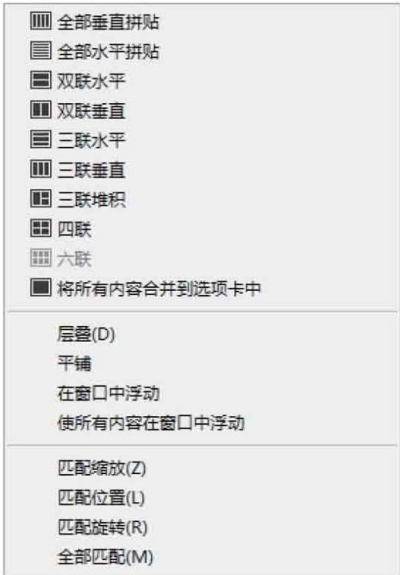 全部垂直拼贴
全部水平拼贴
双联水平
双联垂直
三联水平
三联垂直
三联堆积
四联
六联
将所有内容合并到选项卡中
层叠(D)
平铺
在窗口中浮动
使所有内容在窗口中浮动
匹配缩放(Z)
匹配位置(L)
匹配旋转(R)
全部匹配(M)